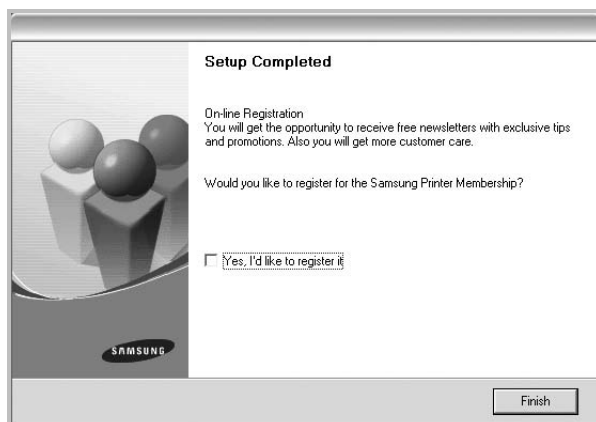 Setup Completed
On-line Registration
You will get the opportunity to receive free newsletters with exclusive tips
and promotions. Also you will get more customer care.
Would you like to register for the Samsung Printer Membership?
Yes, I'd like to register it
SAMSUNG
Finish